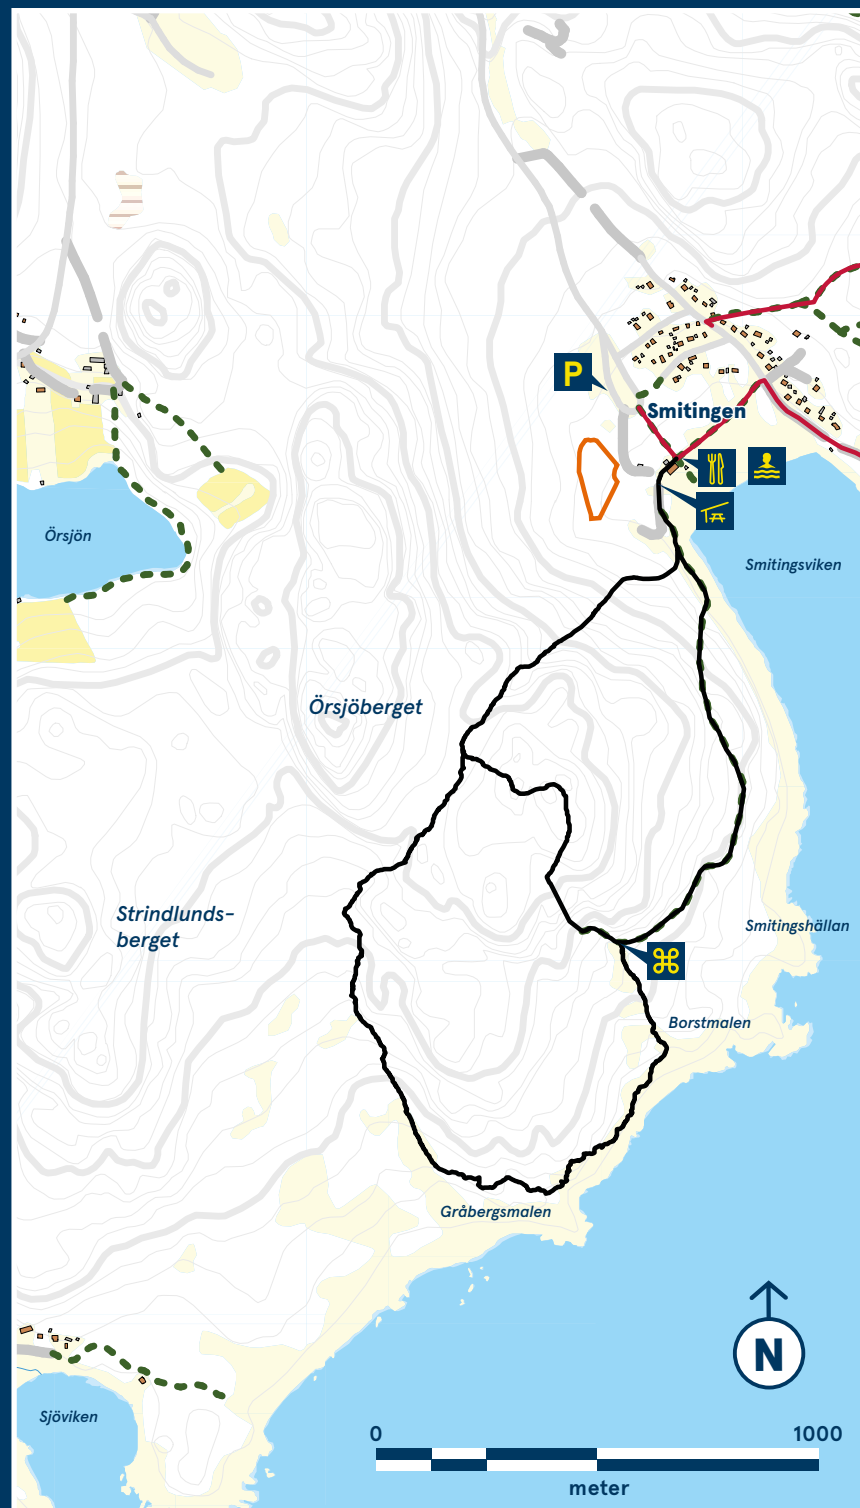 P
Smitingen
Örsjön
Smitingsviken
Örsjöberget
Strindlunds-
berget
Smitingshällan
Borstmalen
Gråbergsmalen
N
Sjöviken
0 1000
meter